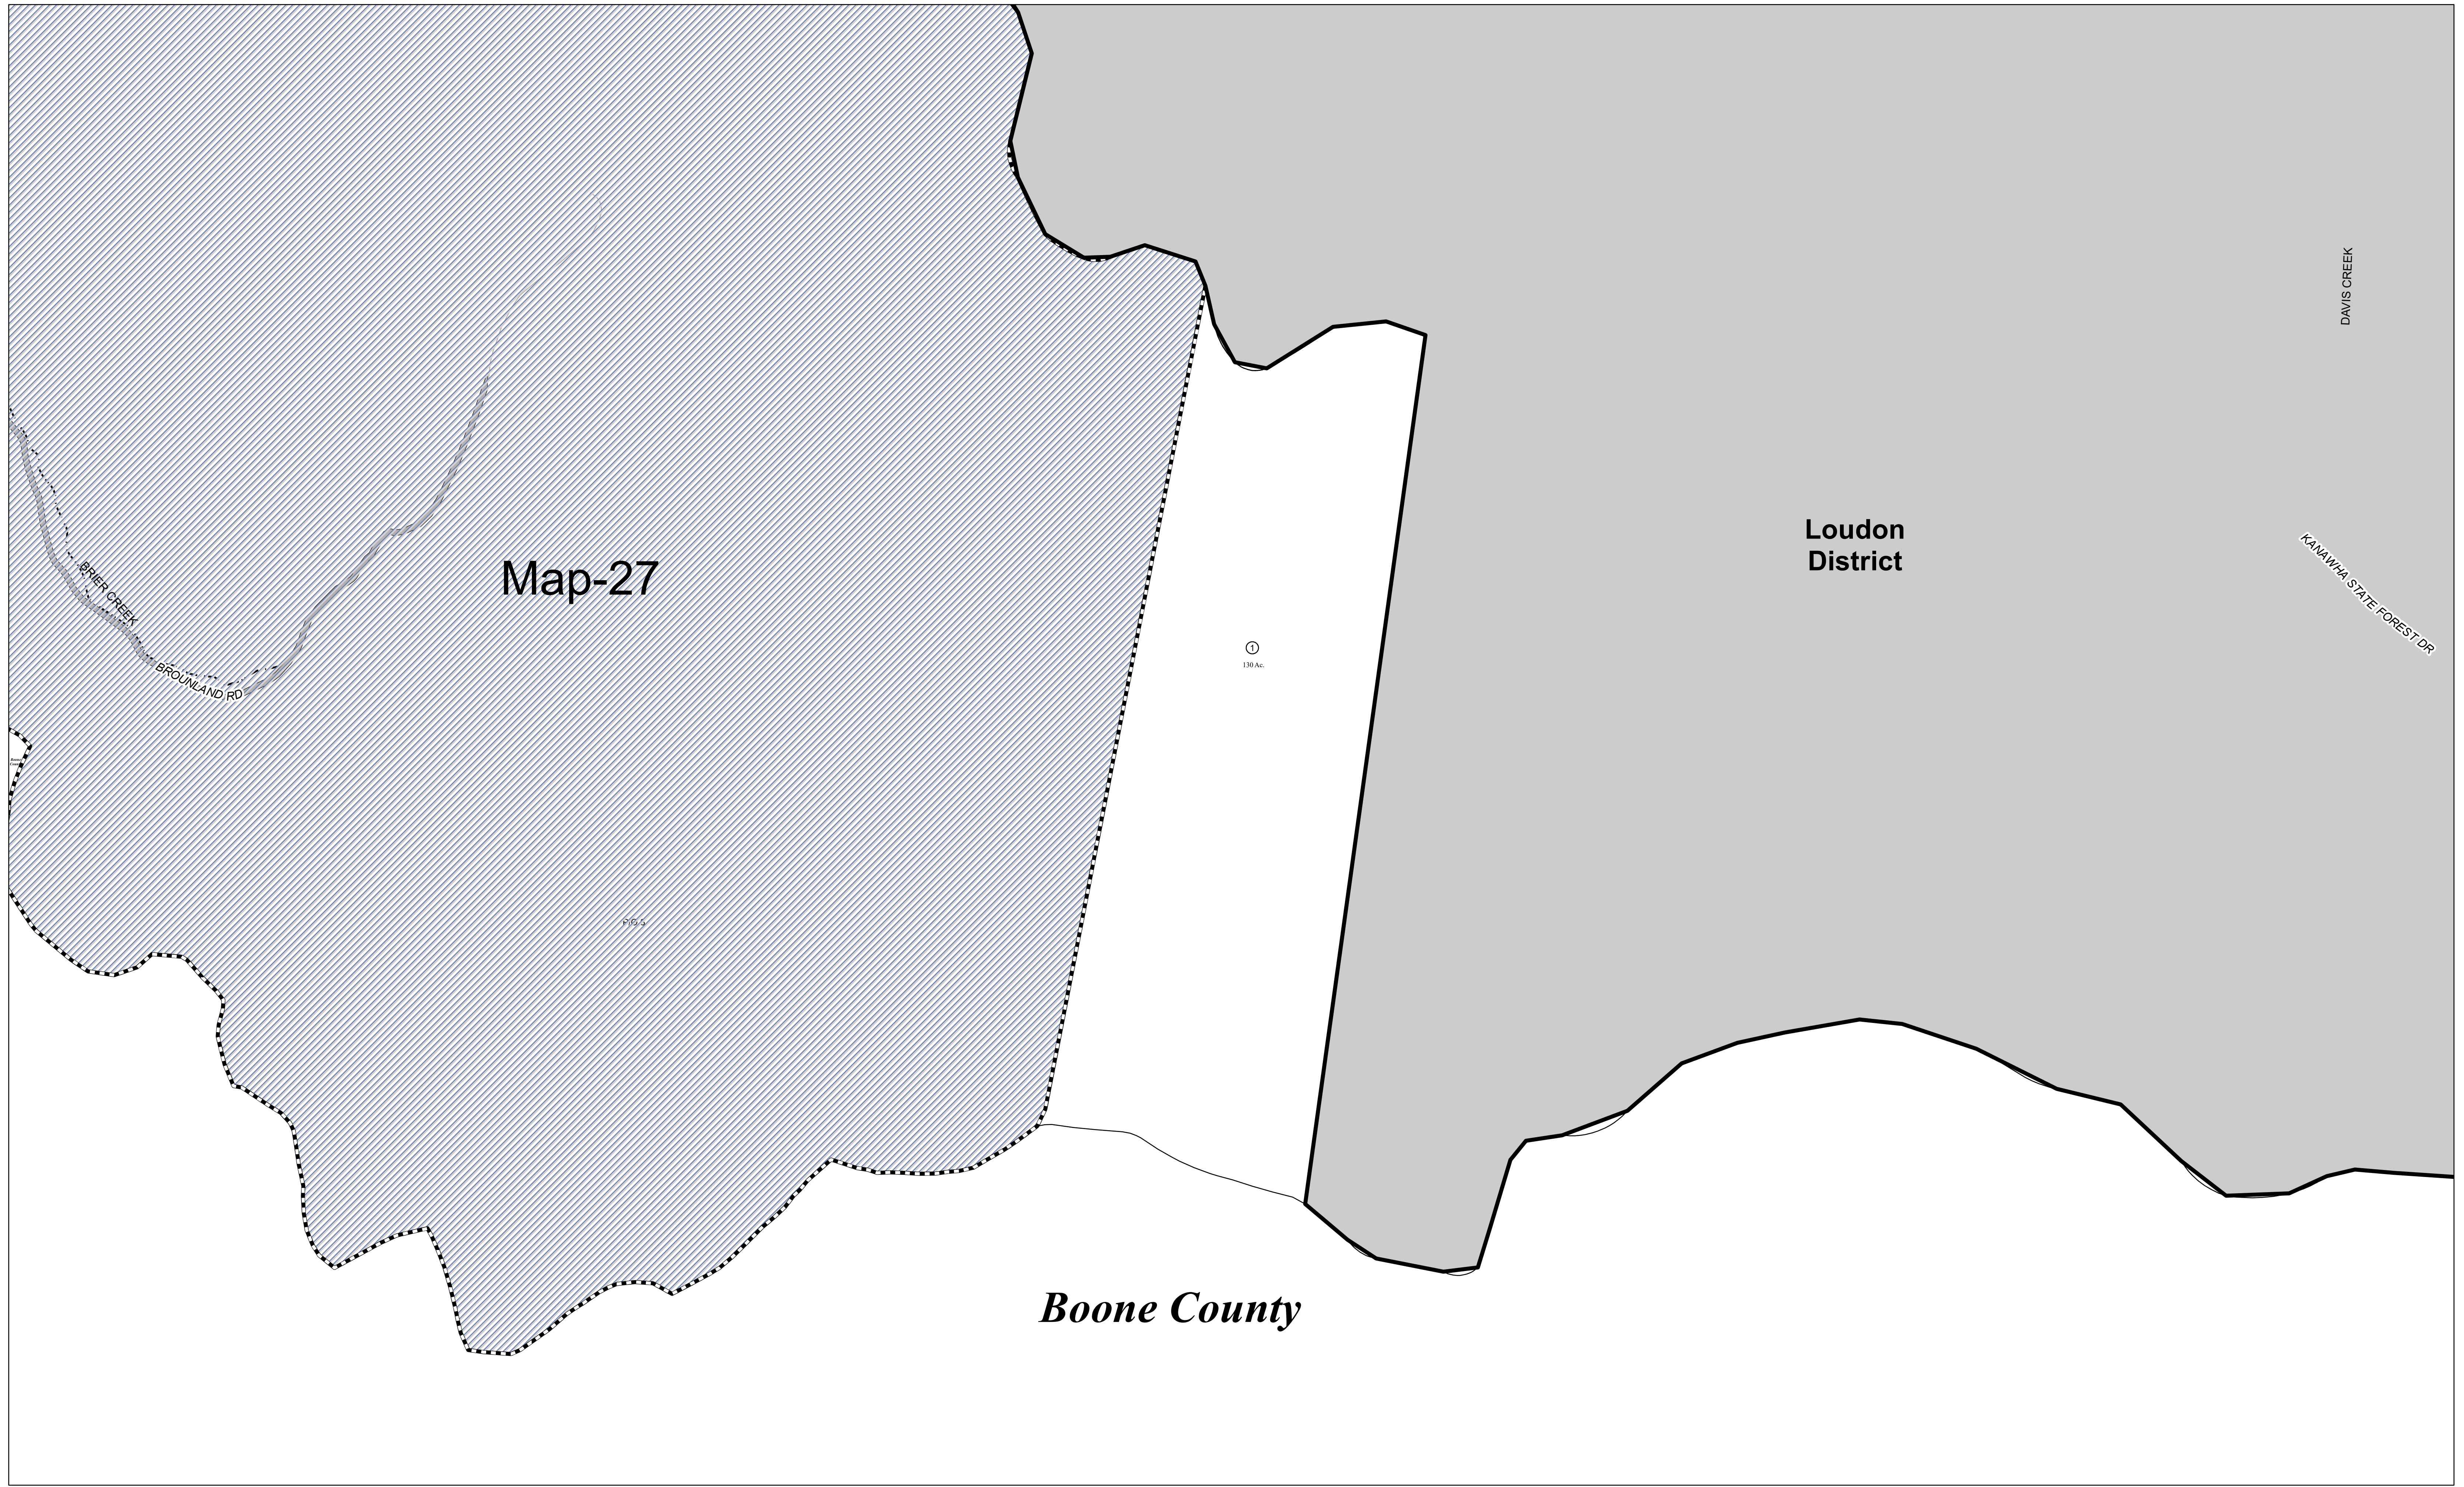 DAVIS CREEK
Loudon
District
KANAWHA STATE FOREST DR
Map-27
BRIER CREEK
BROUNLAND RD
1
130 Ac.
Boone County